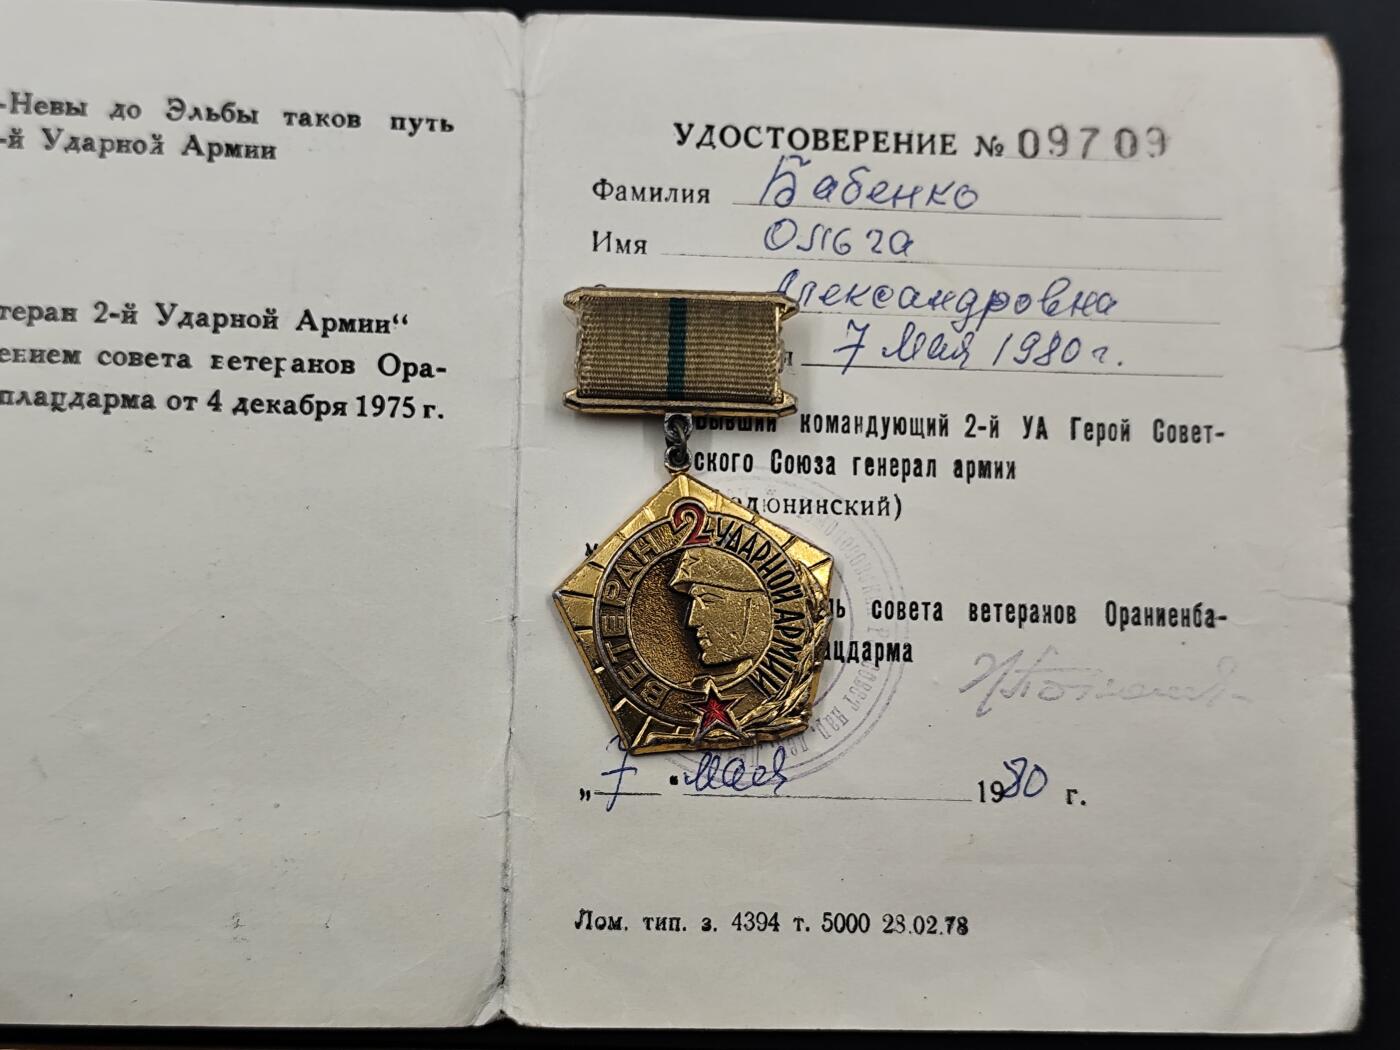 -Невы до Эльбы таков путь
-й Ударной Армии
теран 2-й Ударной Армии“
ением совета ветеранов Ора-
плацдарма от 4 декабря 1975 г.
УДОСТОВЕРЕНИЕ № 09709
Фамилия Бабенко
Имя Ольга
Александровна
7 мая 1980 г.
Бывший командующий 2-й УА Герой Совет-
ского Союза генерал армии
дюнинский)
ль совета ветеранов Ораниенба-
ацдарма
„ 7 " мая 1980 г.
Лом. тип. з. 4394 т. 5000 28.02.78
ВЕТЕРАН 2 УДАРНОЙ АРМИИ